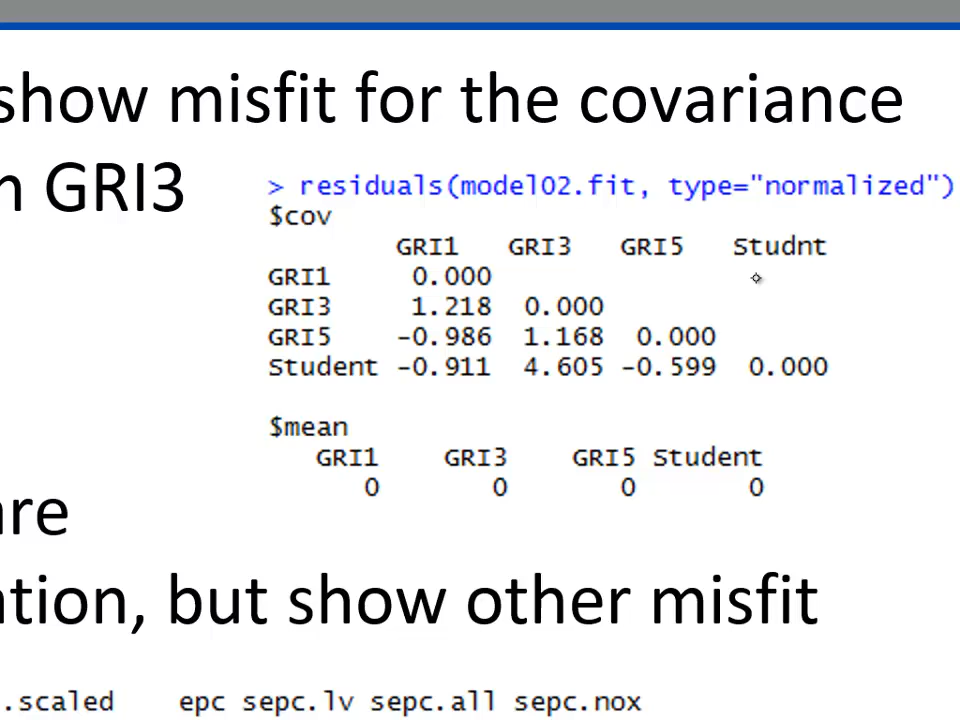 show misfit for the covariance
n GRI3
> residuals(model02.fit, type="normalized")
$cov
GRI1 GRI3 GRI5 Studnt
GRI1 0.000
GRI3 1.218 0.000
GRI5 -0.986 1.168 0.000
Student -0.911 4.605 -0.599 0.000
$mean
GRI1 GRI3 GRI5 Student
0 0 0 0
are
ation, but show other misfit
.scaled epc sepc.lv sepc.all sepc.nox